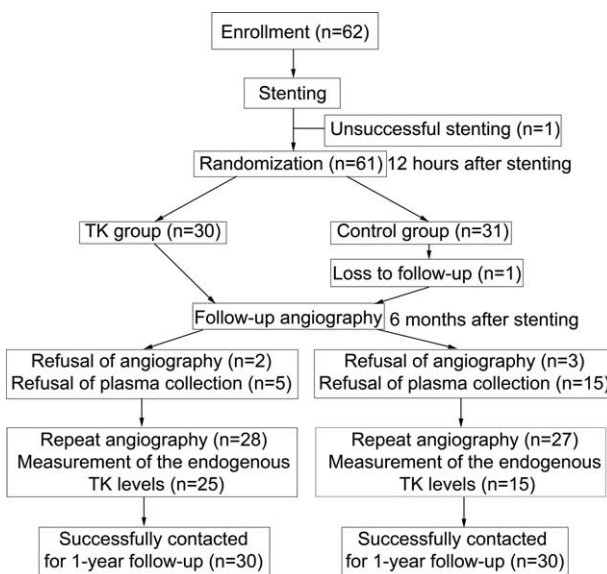 Enrollment (n=62)
Stenting
Unsuccessful stenting (n=1)
Randomization (n=61) 12 hours after stenting
TK group (n=30)
Control group (n=31)
Loss to follow-up (n=1)
Follow-up angiography 6 months after stenting
Refusal of angiography (n=2)
Refusal of plasma collection (n=5)
Refusal of angiography (n=3)
Refusal of plasma collection (n=15)
Repeat angiography (n=28)
Measurement of the endogenous
TK levels (n=25)
Repeat angiography (n=27)
Measurement of the endogenous
TK levels (n=15)
Successfully contacted
for 1-year follow-up (n=30)
Successfully contacted
for 1-year follow-up (n=30)